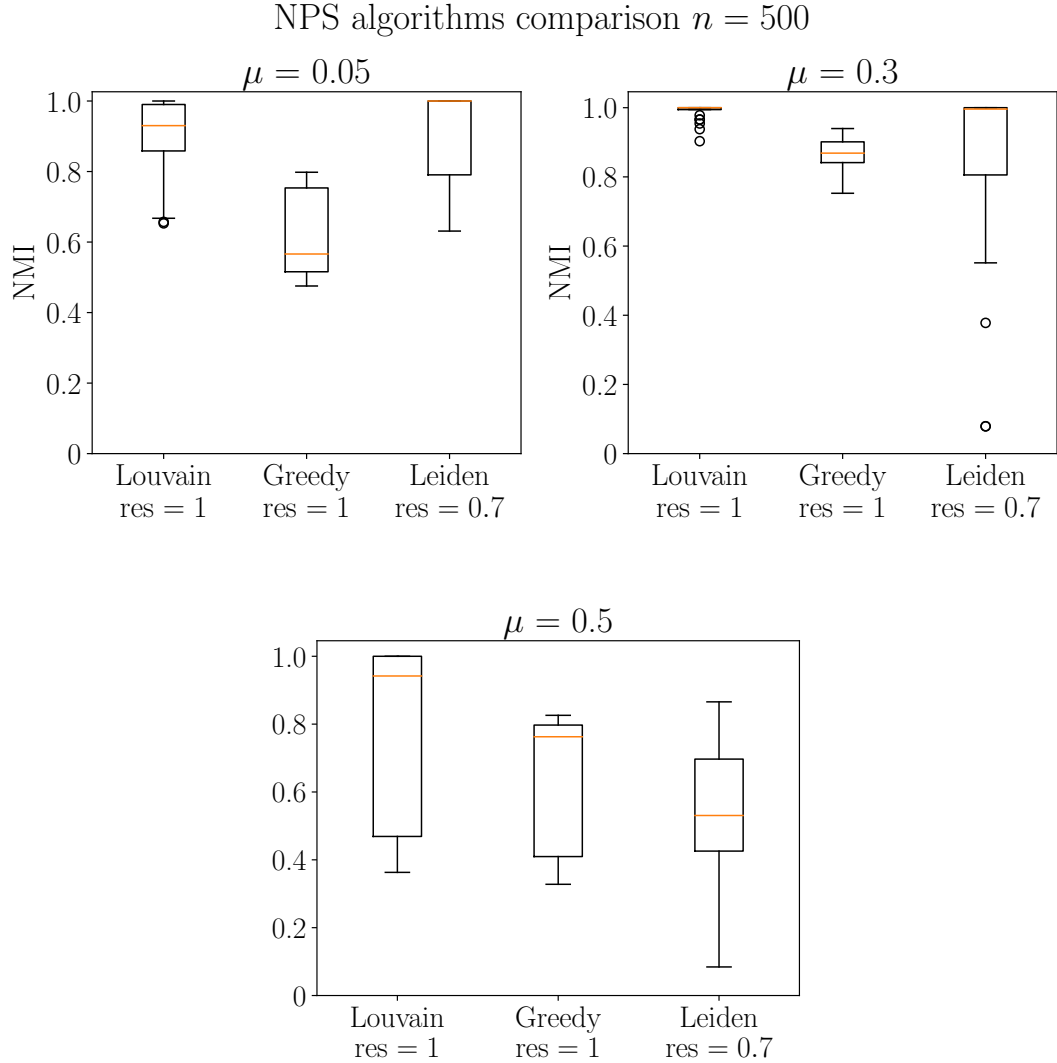 NPS algorithms comparison n = 500
μ = 0.05
NMI
1.0
0.8
0.6
0.4
0.2
0
Louvain
res = 1
Greedy
res = 1
Leiden
res = 0.7
μ = 0.3
NMI
1.0
0.8
0.6
0.4
0.2
0
Louvain
res = 1
Greedy
res = 1
Leiden
res = 0.7
μ = 0.5
1.0
0.8
0.6
0.4
0.2
0
Louvain
res = 1
Greedy
res = 1
Leiden
res = 0.7